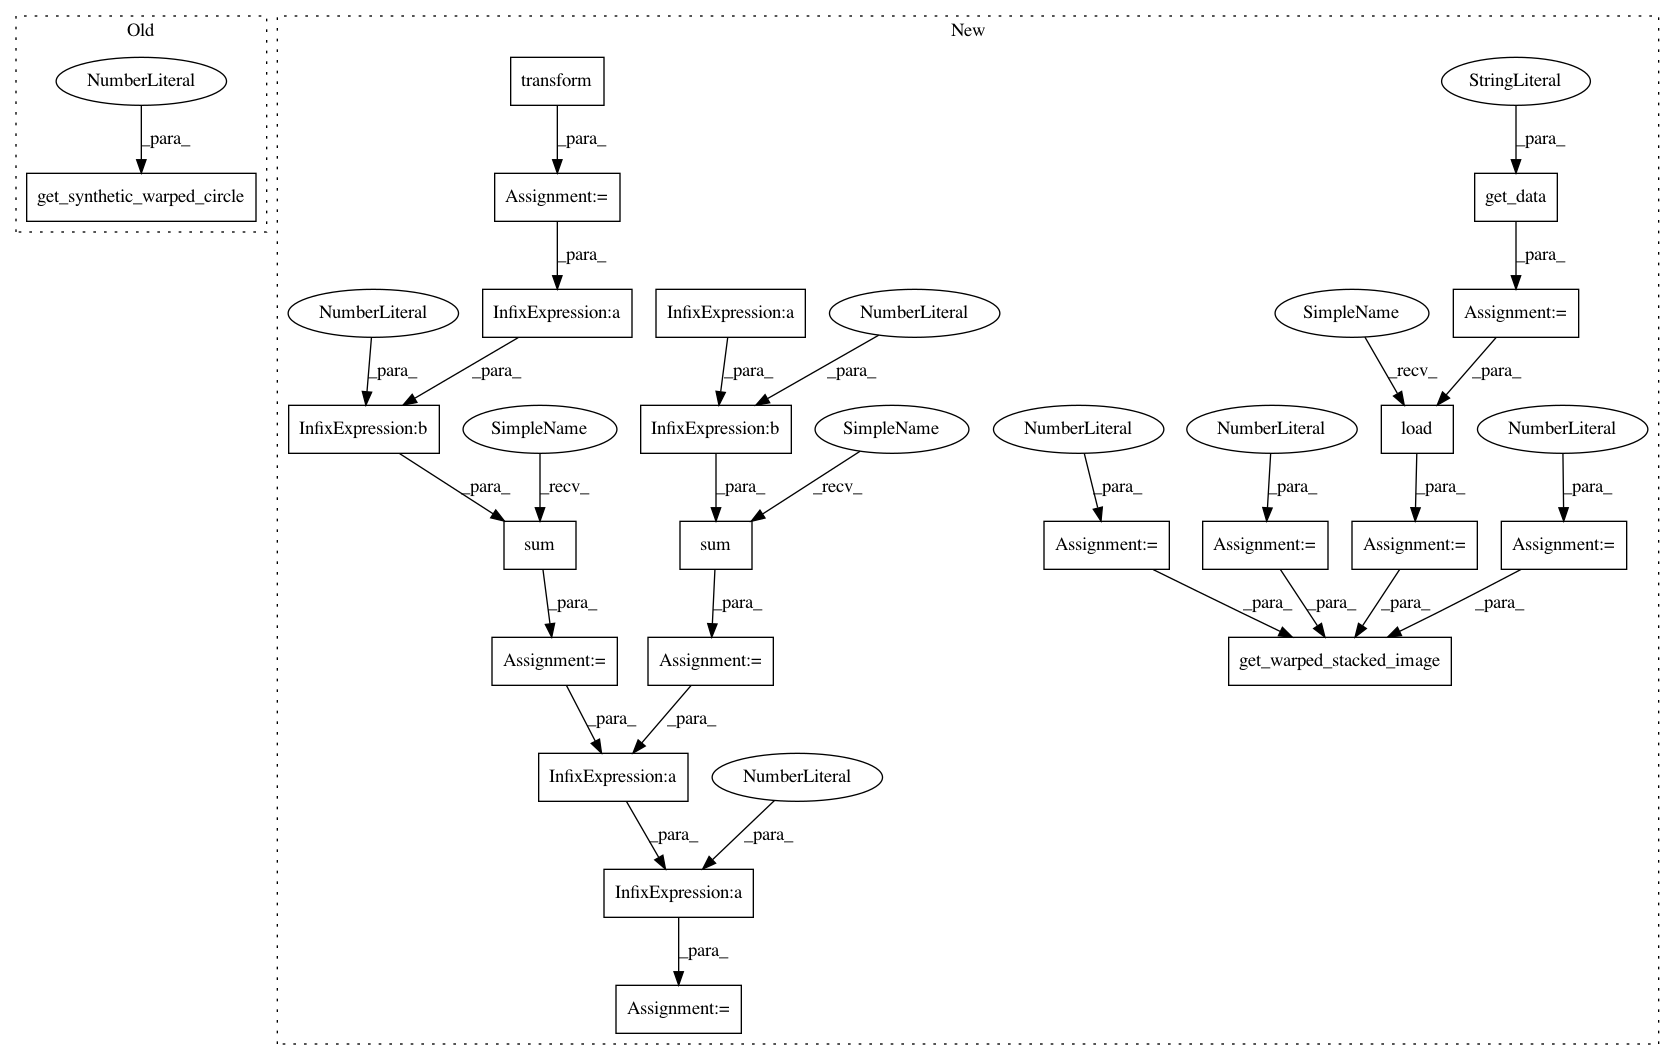 Old
New
NumberLiteral
transform
StringLiteral
_para_
_para_
_para_
get_synthetic_warped_circle
Assignment:=
get_data
_para_
_para_
NumberLiteral
InfixExpression:a
InfixExpression:a
NumberLiteral
SimpleName
Assignment:=
_para_
_para_
_para_
_para_
_recv_
_para_
InfixExpression:b
SimpleName
InfixExpression:b
SimpleName
NumberLiteral
NumberLiteral
load
NumberLiteral
_para_
_recv_
_para_
_recv_
_para_
_para_
_para_
_para_
sum
sum
Assignment:=
Assignment:=
Assignment:=
Assignment:=
_para_
_para_
_para_
_para_
_para_
_para_
Assignment:=
Assignment:=
get_warped_stacked_image
_para_
_para_
InfixExpression:a
NumberLiteral
_para_
_para_
InfixExpression:a
_para_
Assignment:=